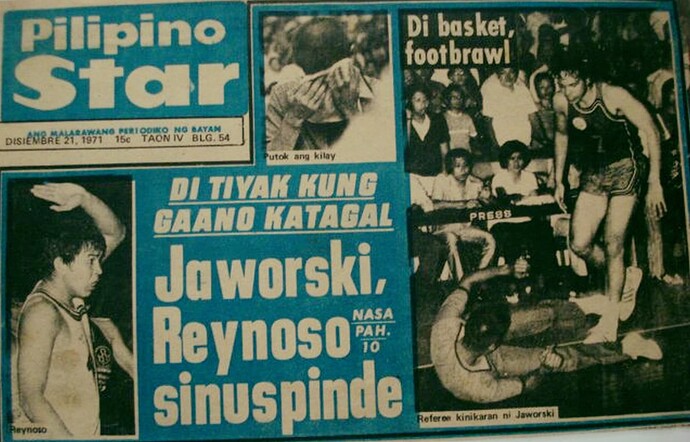 Pilipino
Star
ANG MALARAWANG PERIODIKO NG BAYAN
DISIEMBRE 21, 1971 15c TAON IV BLG. 54
Putok ang kilay
Di basket,
footbrawl
DI TIYAK KUNG
GAANO KATAGAL
Jaworski,
Reynoso
NASA
PAH.
10
sinuspinde
Reynoso
PRESS
Referee kinikaran ni Jaworski